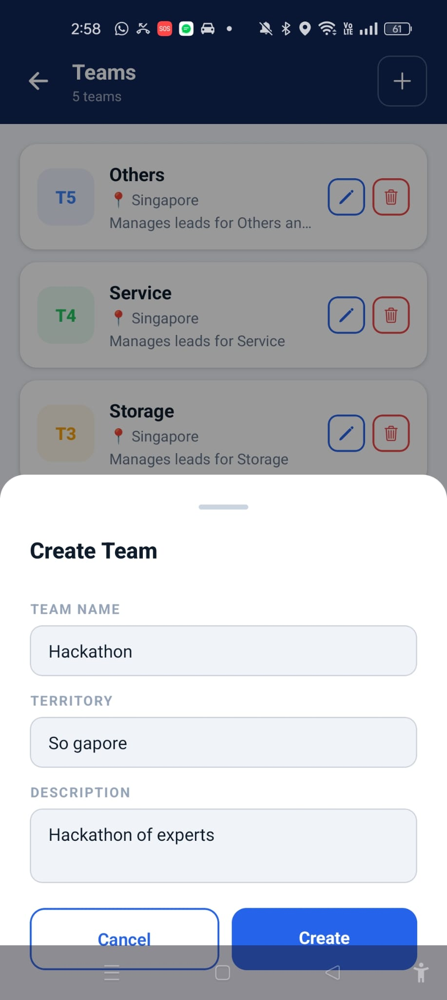 2:58
SOS
Vo
LTE
61
Teams
5 teams
T5
Others
Singapore
Manages leads for Others an...
T4
Service
Singapore
Manages leads for Service
T3
Storage
Singapore
Manages leads for Storage
Create Team
TEAM NAME
Hackathon
TERRITORY
So gapore
DESCRIPTION
Hackathon of experts
Cancel
Create